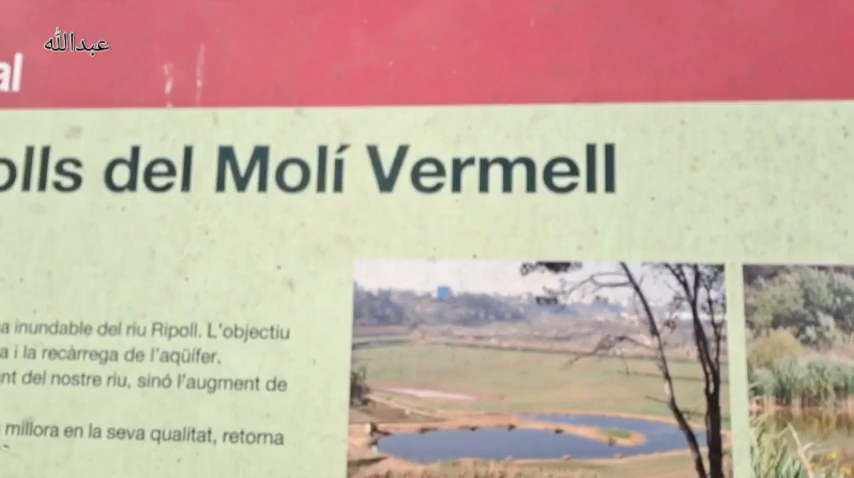 عبدالله
al
olls del Molí Vermell
a inundable del riu Ripoll. L'objectiu
a i la recàrrega de l'aqüífer.
nt del nostre riu, sinó l'augment de
millora en la seva qualitat, retorna